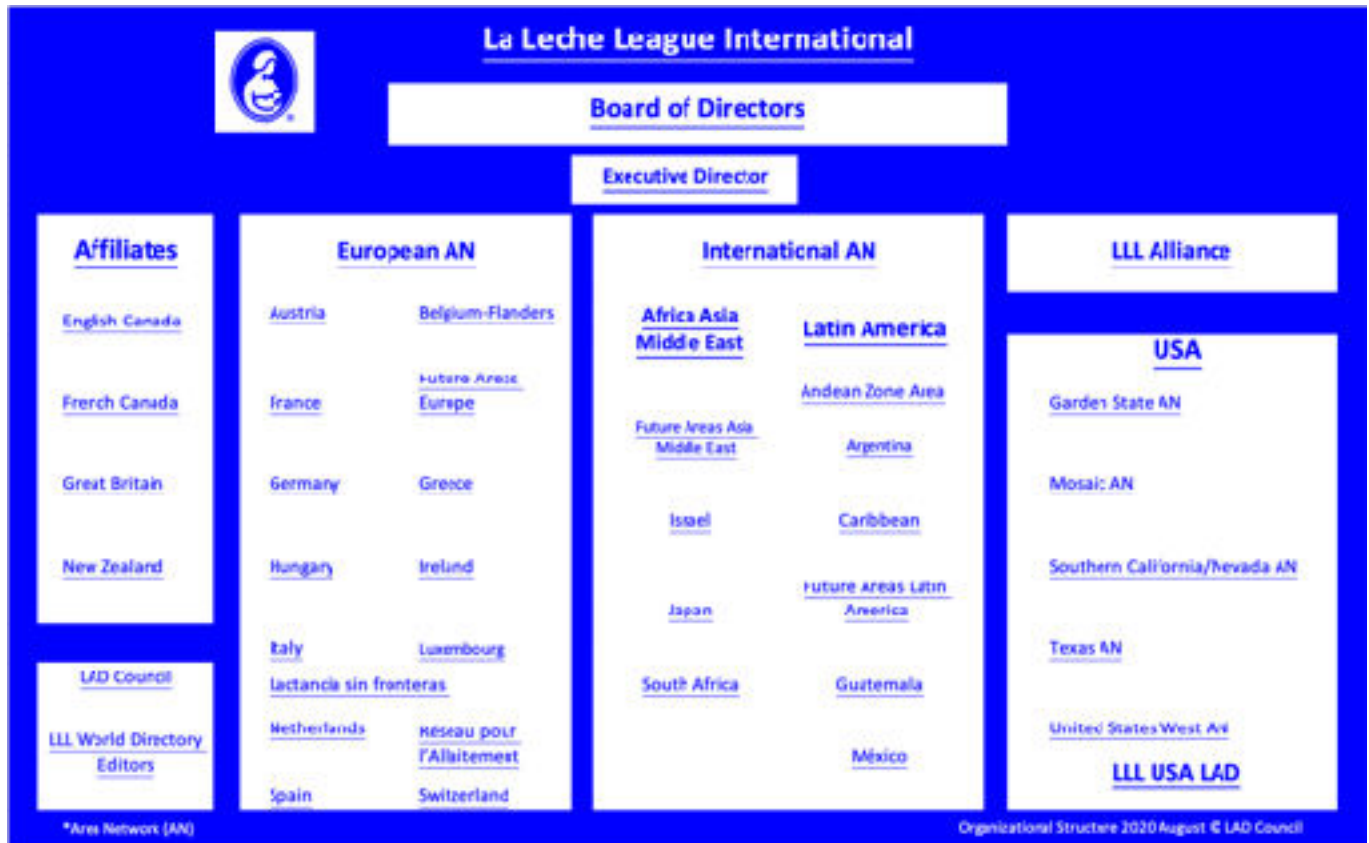 La Leche League International
Board of Directors
Executive Director
Affiliates
English Canada
French Canada
Great Britain
New Zealand
LAD Council
LLL World Directory
Editors
European AN
Austria
Belgium-Flanders
France
Future Areas
Europe
Germany
Greece
Hungary
Ireland
Italy
Luxembourg
Lactancia sin fronteras
Netherlands
Réseau pour
l'Allaitement
Spain
Switzerland
International AN
Africa Asia
Middle East
Future Areas Asia
Middle East
Israel
Japan
South Africa
Latin America
Andean Zone Area
Argentina
Caribbean
Future Areas Latin
America
Guatemala
México
LLL Alliance
USA
Garden State AN
Mosaic AN
Southern California/Nevada AN
Texas AN
United States West AN
LLL USA LAD
*Area Network (AN)
Organizational Structure 2020 August © LAD Council